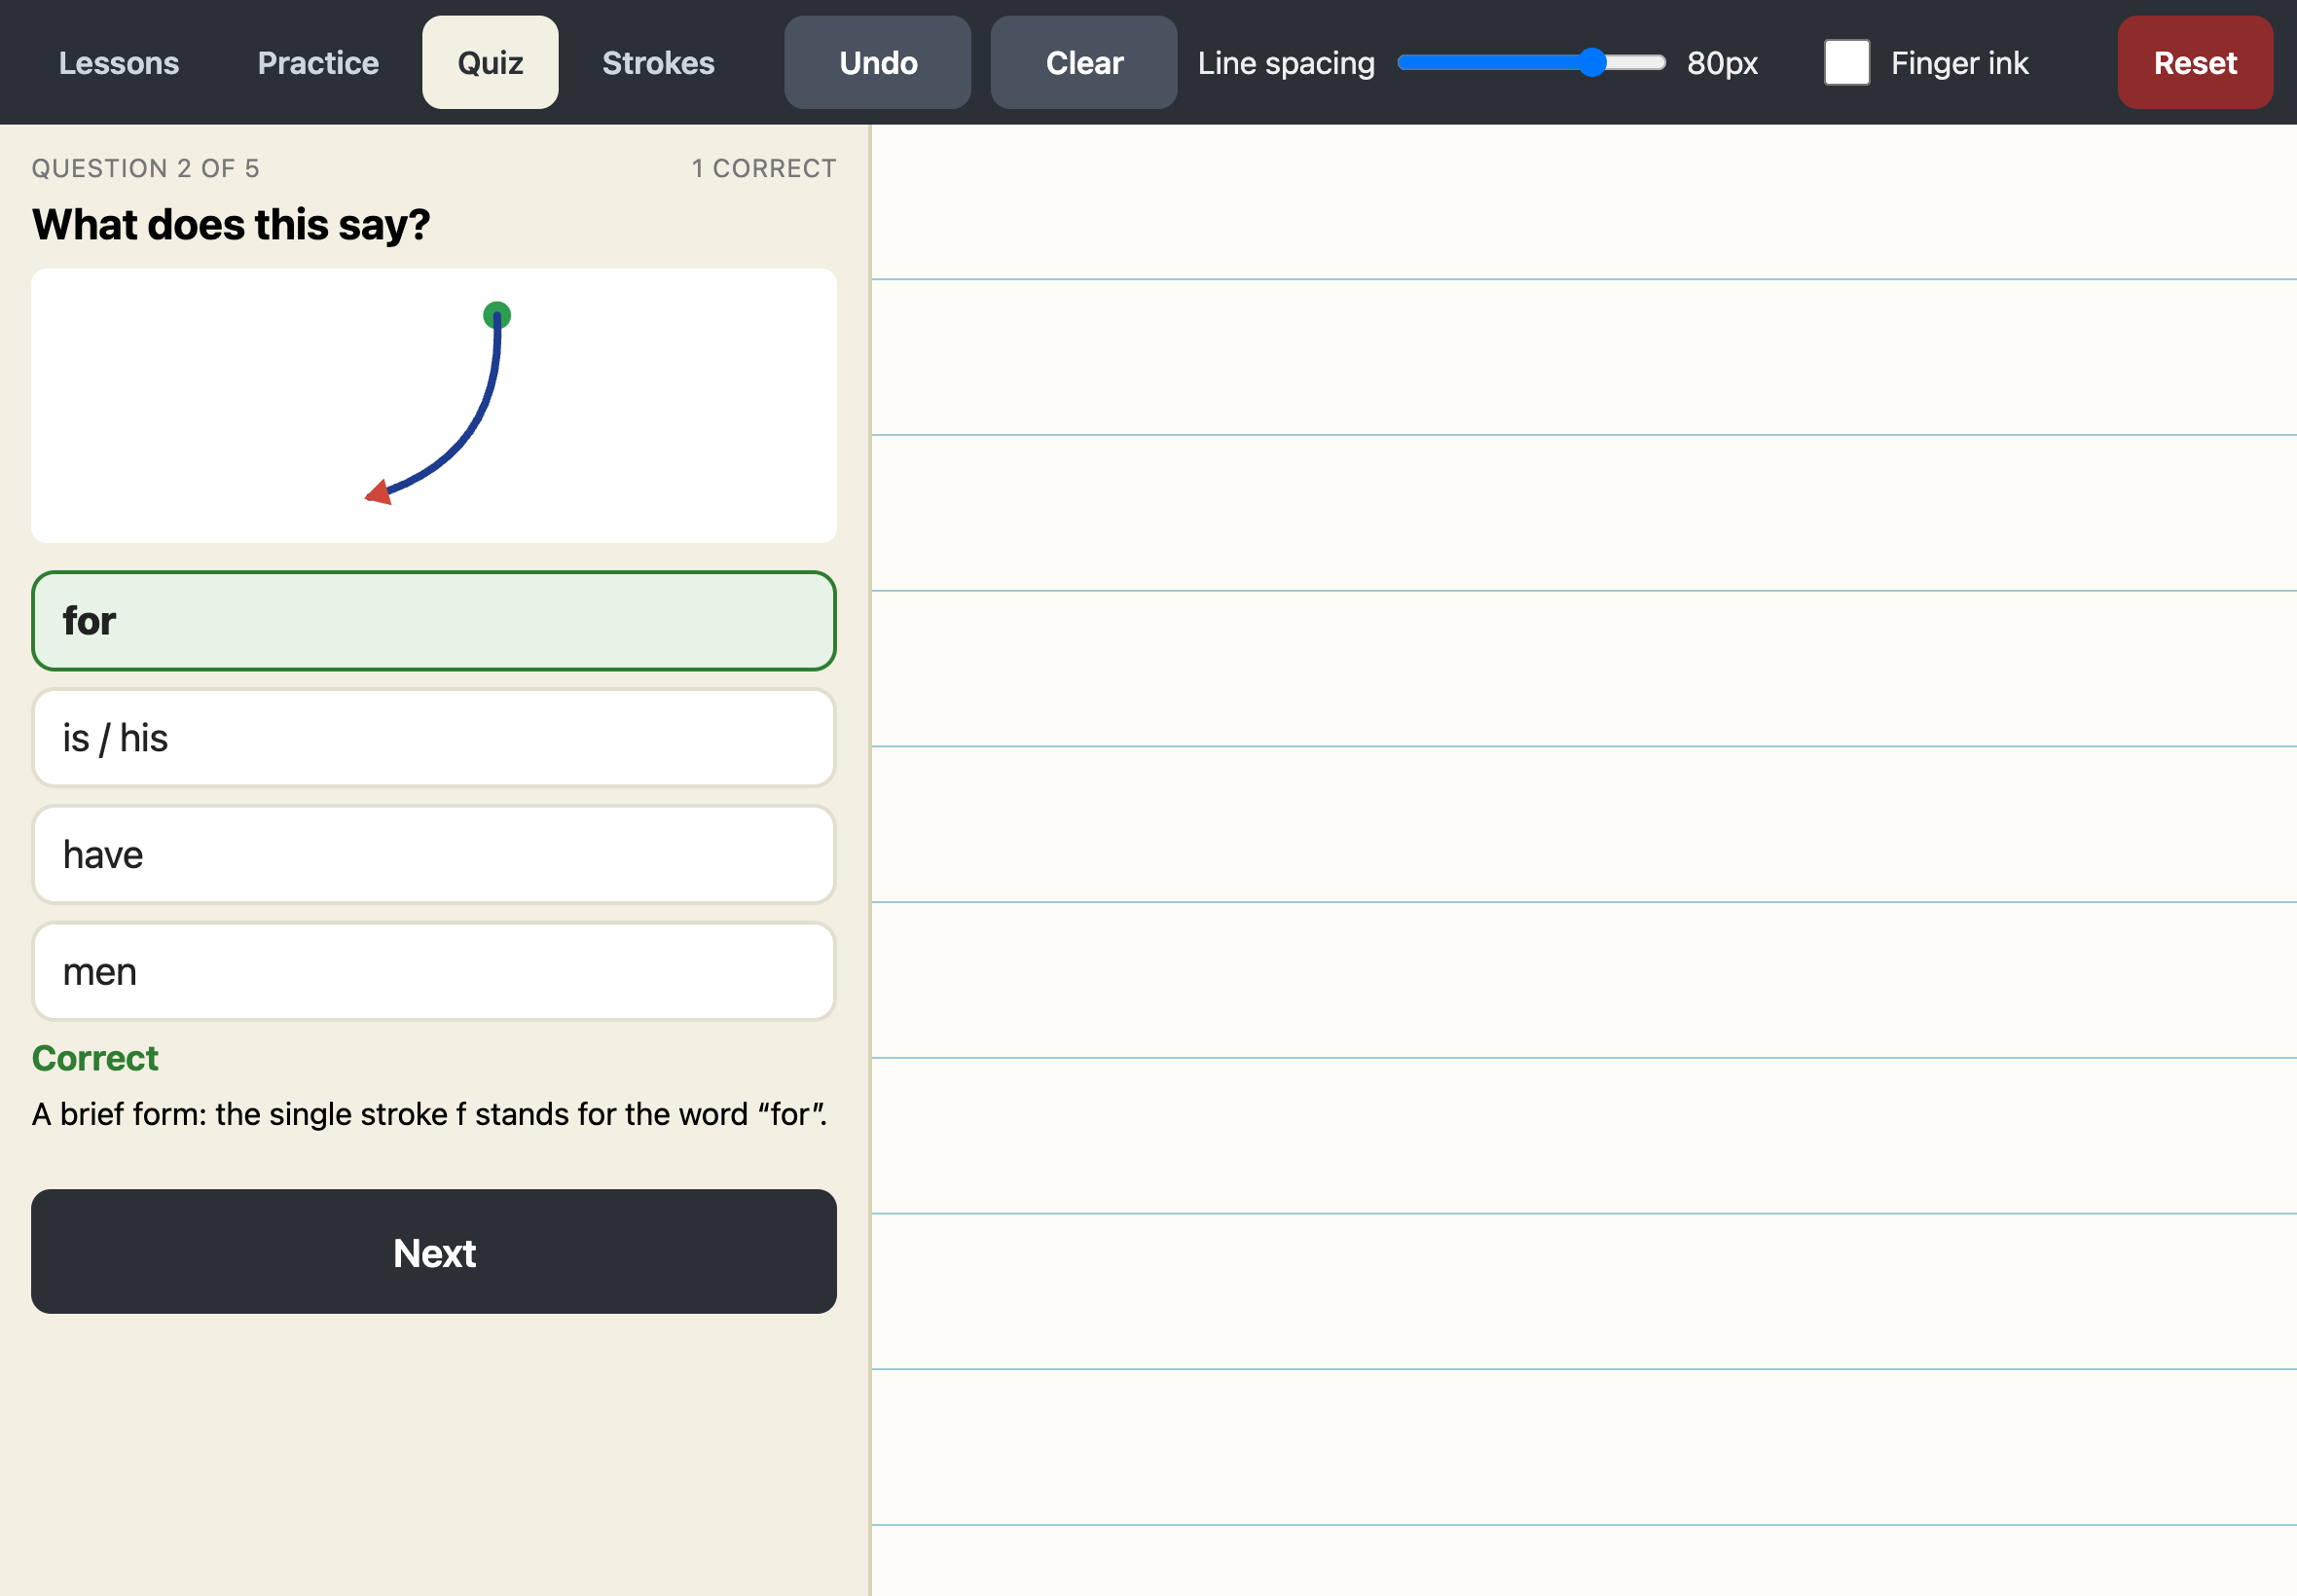 Lessons Practice Quiz Strokes Undo Clear Line spacing 80px Finger ink Reset
QUESTION 2 OF 5 1 CORRECT
What does this say?
for
is / his
have
men
Correct
A brief form: the single stroke f stands for the word “for”.
Next